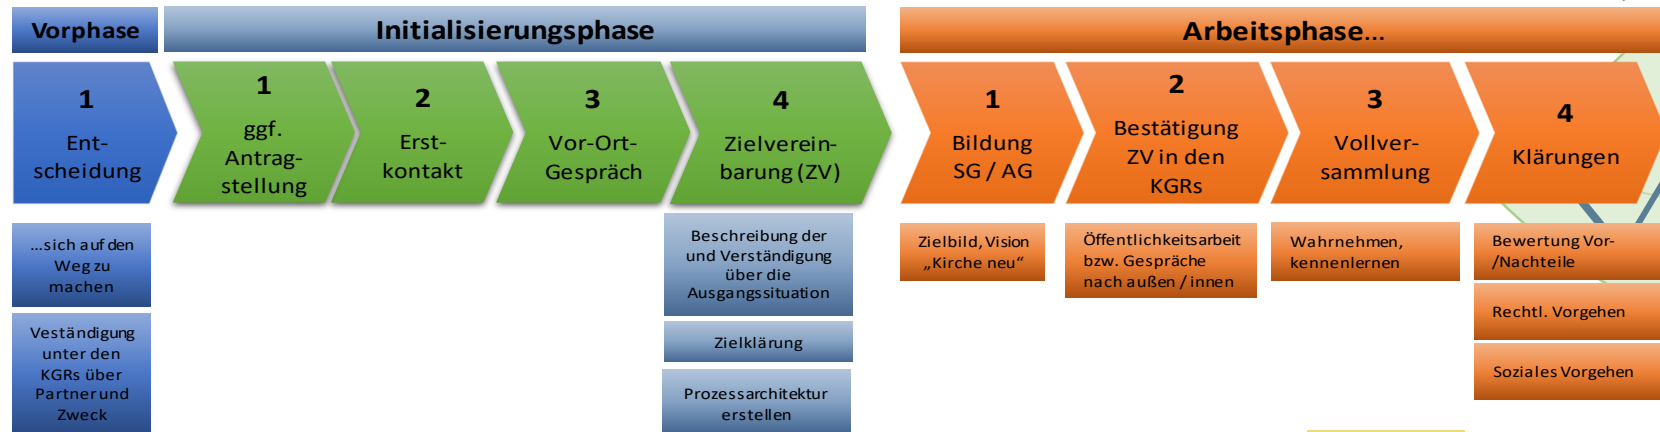 Vorphase
Initialisierungsphase
Arbeitsphase...
1
Ent-
scheidung
1
ggf.
Antrag-
stellung
2
Erst-
kontakt
3
Vor-Ort-
Gespräch
4
Zielverein-
barung (ZV)
1
Bildung
SG / AG
2
Bestätigung
ZV in den
KGRs
3
Vollver-
sammlung
4
Klärungen
...sich auf den
Weg zu
machen
Veständigung
unter den
KGRs über
Partner und
Zweck
Beschreibung der
und Verständigung
über die
Ausgangssituation
Zielklärung
Prozessarchitektur
erstellen
Zielbild, Vision
„Kirche neu“
Öffentlichkeitsarbeit
bzw. Gespräche
nach außen / innen
Wahrnehmen,
kennenlernen
Bewertung Vor-
/Nachteile
Rechtl. Vorgehen
Soziales Vorgehen